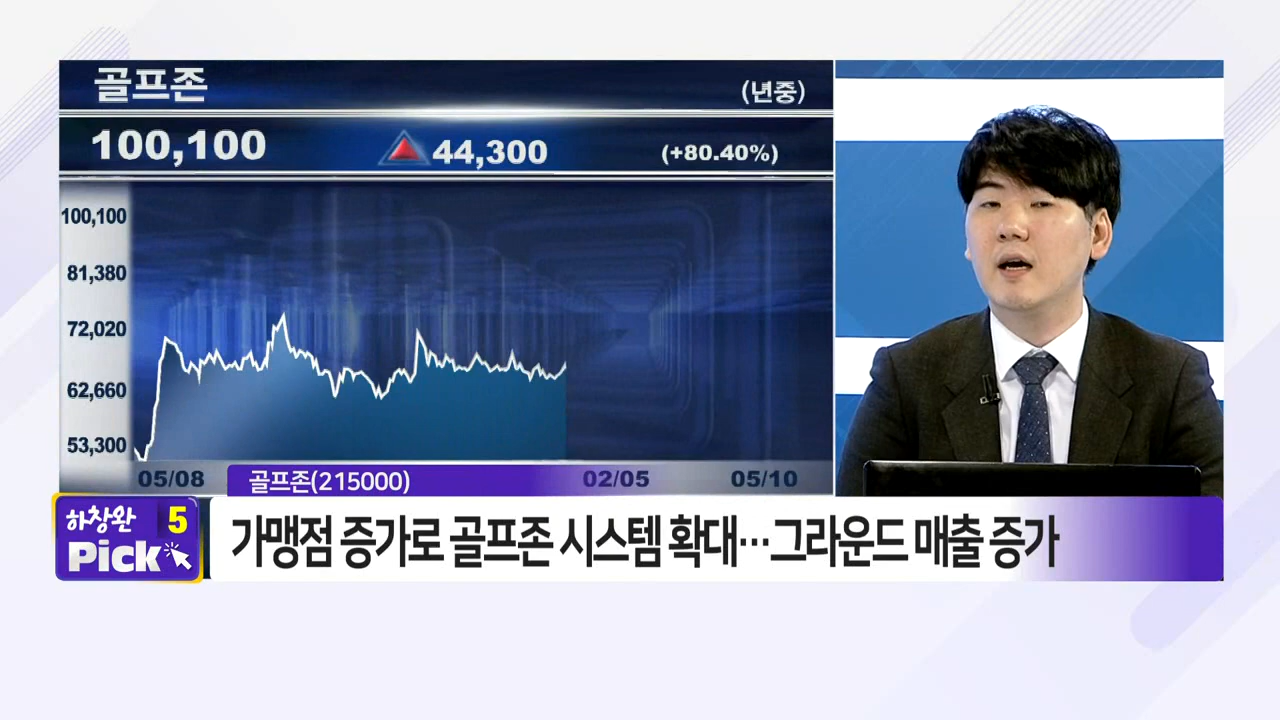 골프존
(년중)
100,100
44,300
(+80.40%)
100,100
81,380
72,020
62,660
53,300
05/08
02/05
05/10
골프존(215000)
하창완 5
Pick
가맹점 증가로 골프존 시스템 확대…그라운드 매출 증가